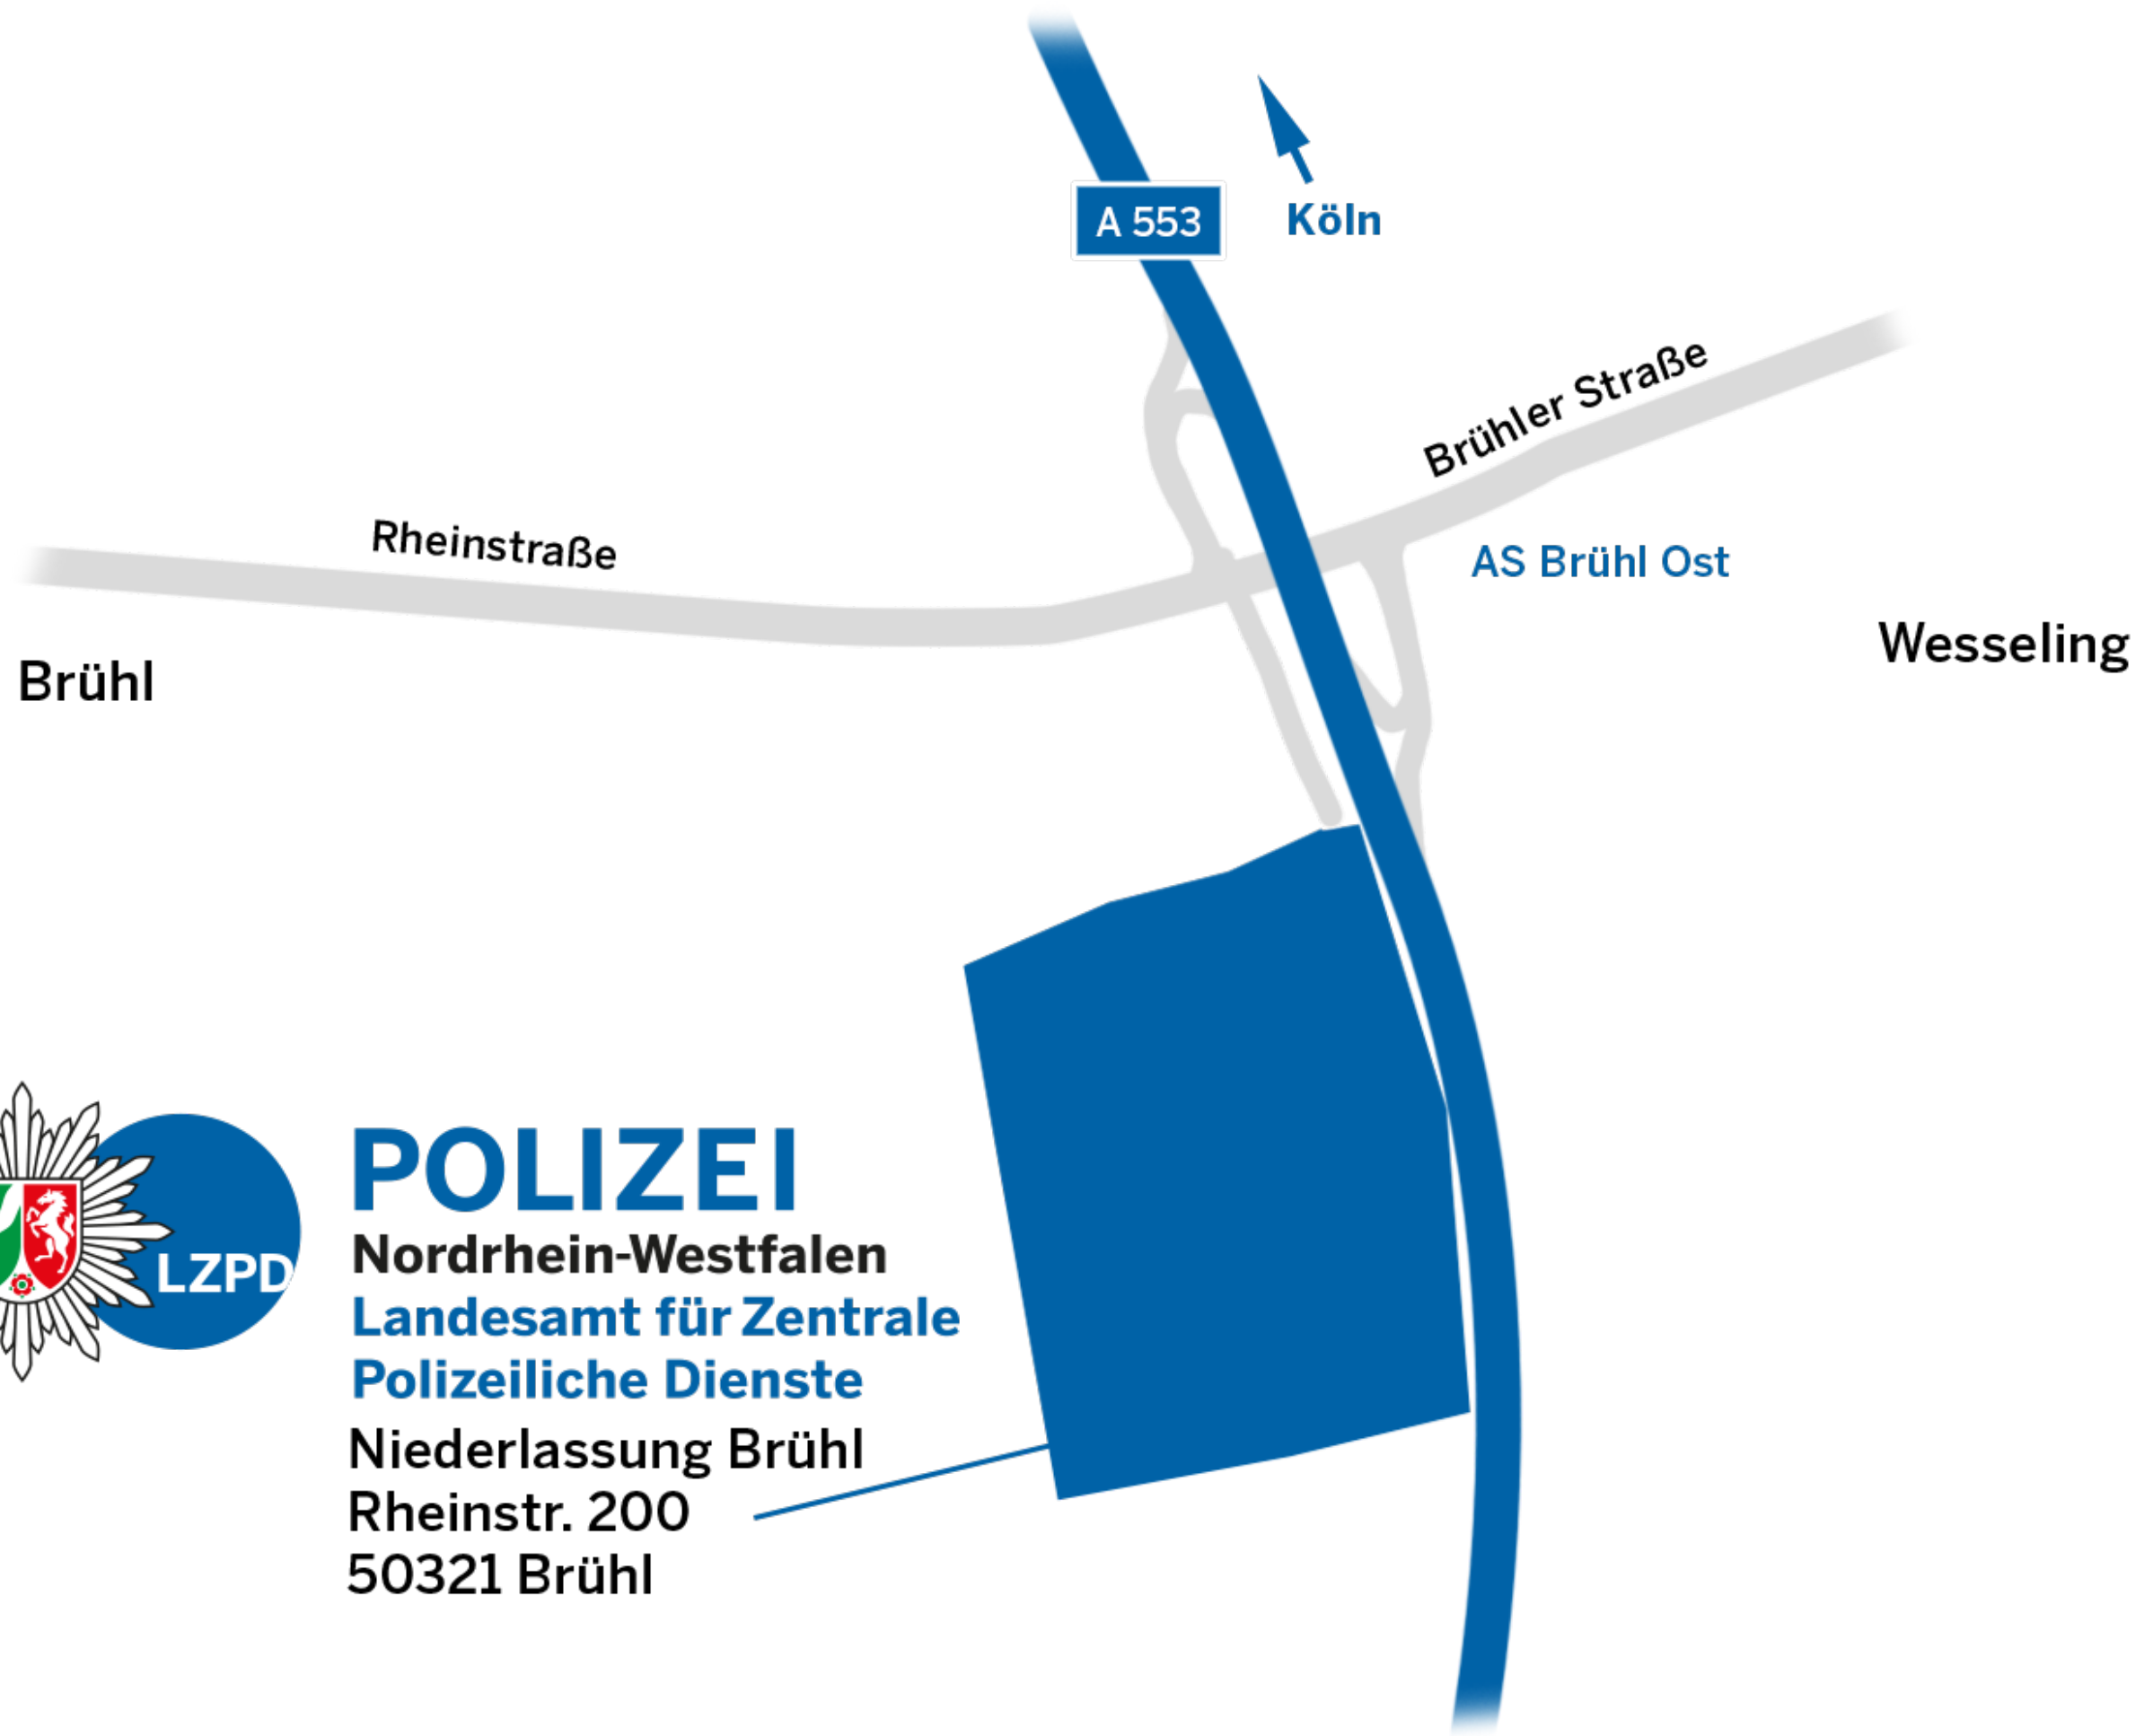 A 553
Köln
Brühler Straße
Rheinstraße
AS Brühl Ost
Wesseling
Brühl
LZPD
POLIZEI
Nordrhein-Westfalen
Landesamt für Zentrale
Polizeiliche Dienste
Niederlassung Brühl
Rheinstr. 200
50321 Brühl